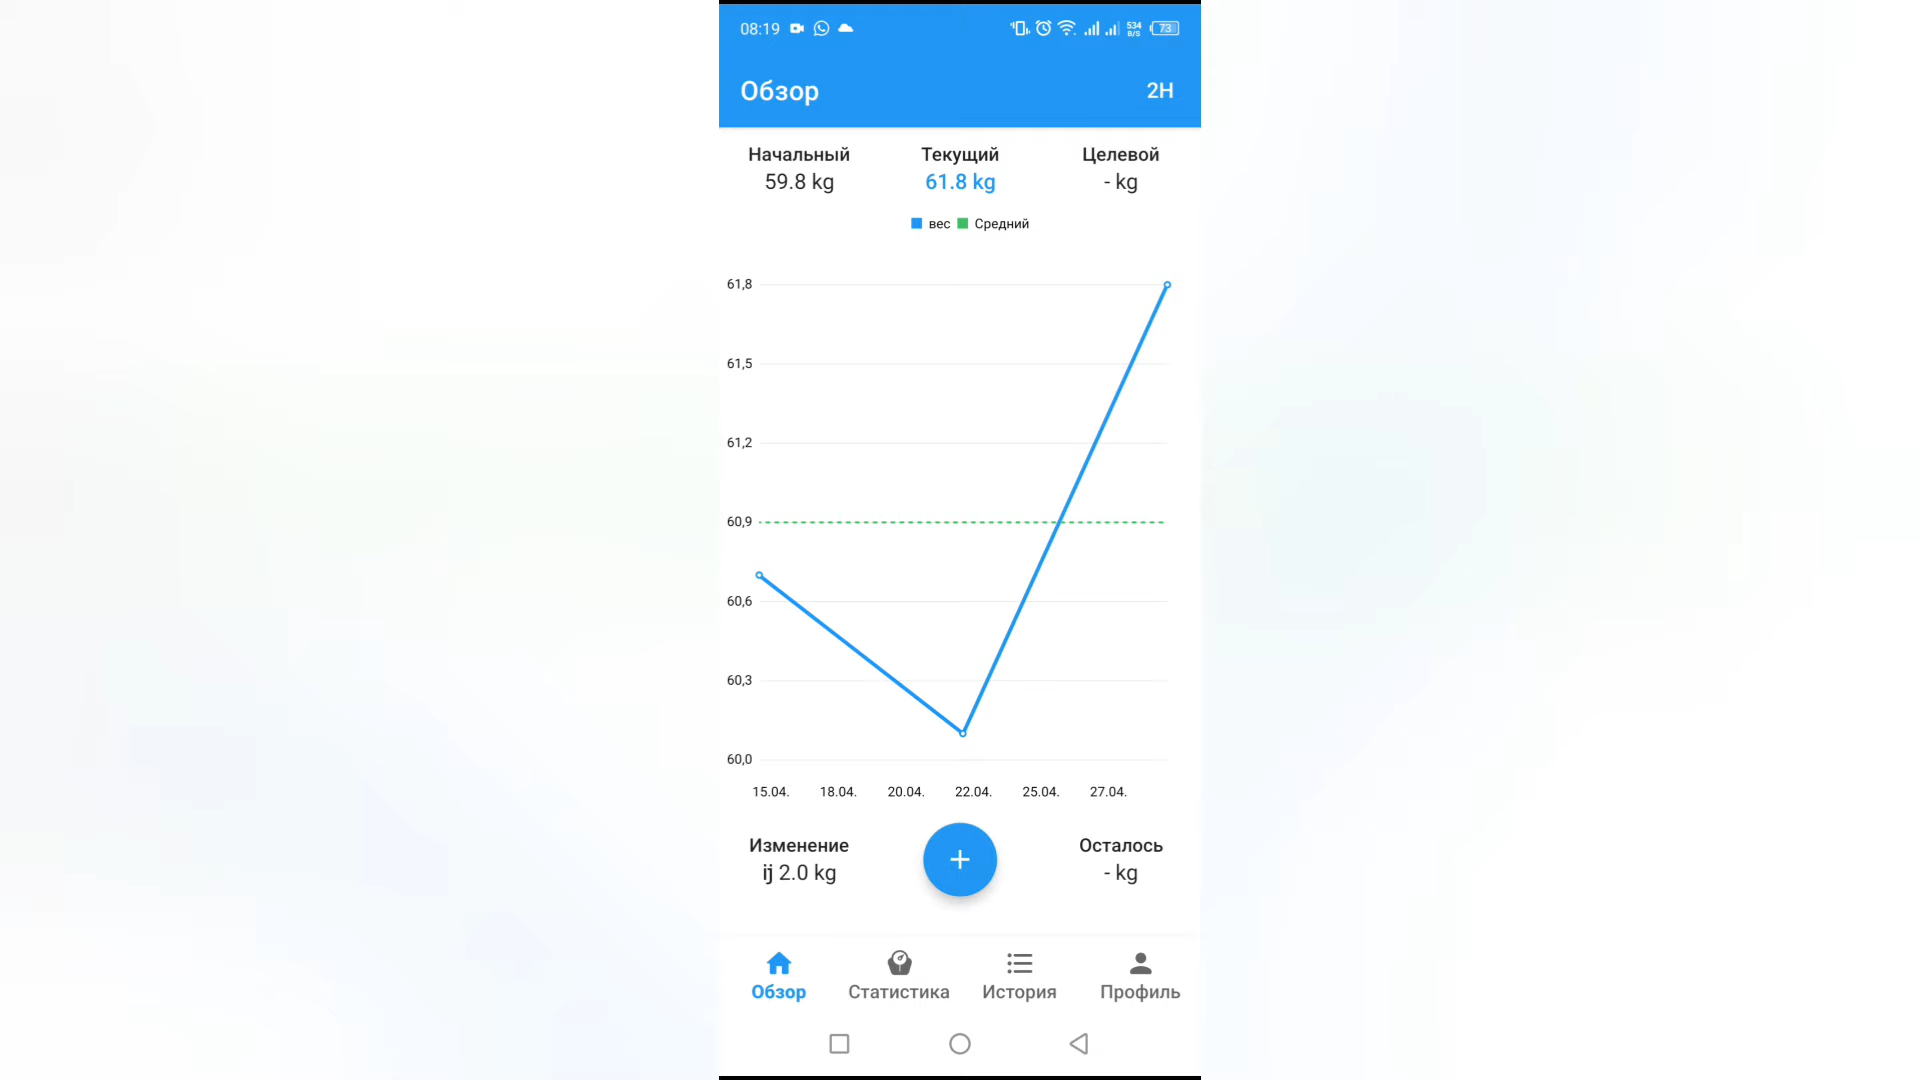 08:19 534 B/S 73
Обзор 2Н
Начальный Текущий Целевой
59.8 kg 61.8 kg - kg
вес Средний
61,8
61,5
61,2
60,9
60,6
60,3
60,0
15.04. 18.04. 20.04. 22.04. 25.04. 27.04.
Изменение Осталось
ij 2.0 kg + - kg
Обзор Статистика История Профиль